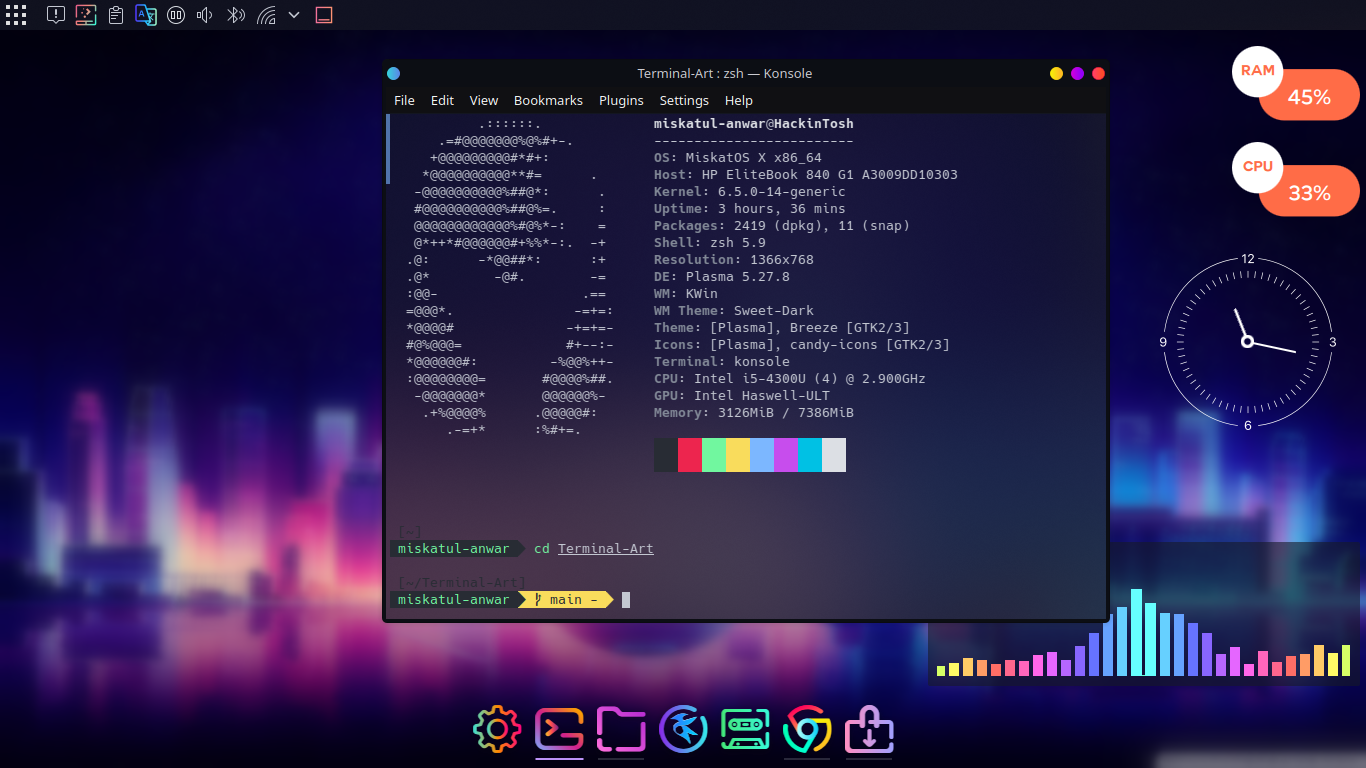 Terminal-Art : zsh — Konsole
File Edit View Bookmarks Plugins Settings Help
miskatul-anwar@HackinTosh
-------------------------
OS: MiskatOS X x86_64
Host: HP EliteBook 840 G1 A3009DD10303
Kernel: 6.5.0-14-generic
Uptime: 3 hours, 36 mins
Packages: 2419 (dpkg), 11 (snap)
Shell: zsh 5.9
Resolution: 1366x768
DE: Plasma 5.27.8
WM: KWin
WM Theme: Sweet-Dark
Theme: [Plasma], Breeze [GTK2/3]
Icons: [Plasma], candy-icons [GTK2/3]
Terminal: konsole
CPU: Intel i5-4300U (4) @ 2.900GHz
GPU: Intel Haswell-ULT
Memory: 3126MiB / 7386MiB
[~]
miskatul-anwar cd Terminal-Art
[~/Terminal-Art]
miskatul-anwar main -
RAM
45%
CPU
33%
12
9 3
6